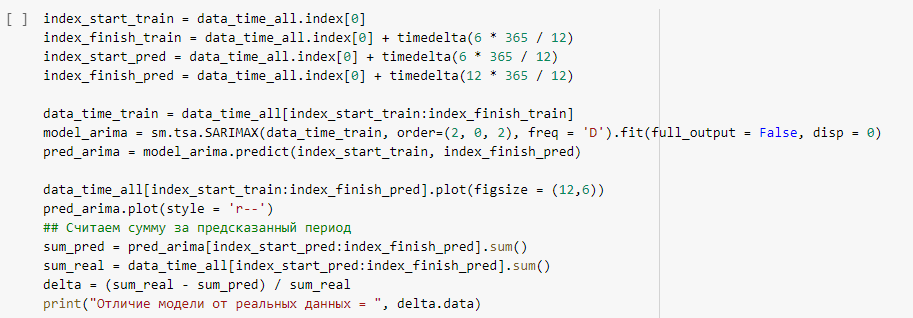 [ ] index_start_train = data_time_all.index[0]
index_finish_train = data_time_all.index[0] + timedelta(6 * 365 / 12)
index_start_pred = data_time_all.index[0] + timedelta(6 * 365 / 12)
index_finish_pred = data_time_all.index[0] + timedelta(12 * 365 / 12)

data_time_train = data_time_all[index_start_train:index_finish_train]
model_arima = sm.tsa.SARIMAX(data_time_train, order=(2, 0, 2), freq = 'D').fit(full_output = False, disp = 0)
pred_arima = model_arima.predict(index_start_train, index_finish_pred)

data_time_all[index_start_train:index_finish_pred].plot(figsize = (12,6))
pred_arima.plot(style = 'r--')
## Считаем сумму за предсказанный период
sum_pred = pred_arima[index_start_pred:index_finish_pred].sum()
sum_real = data_time_all[index_start_pred:index_finish_pred].sum()
delta = (sum_real - sum_pred) / sum_real
print("Отличие модели от реальных данных = ", delta.data)